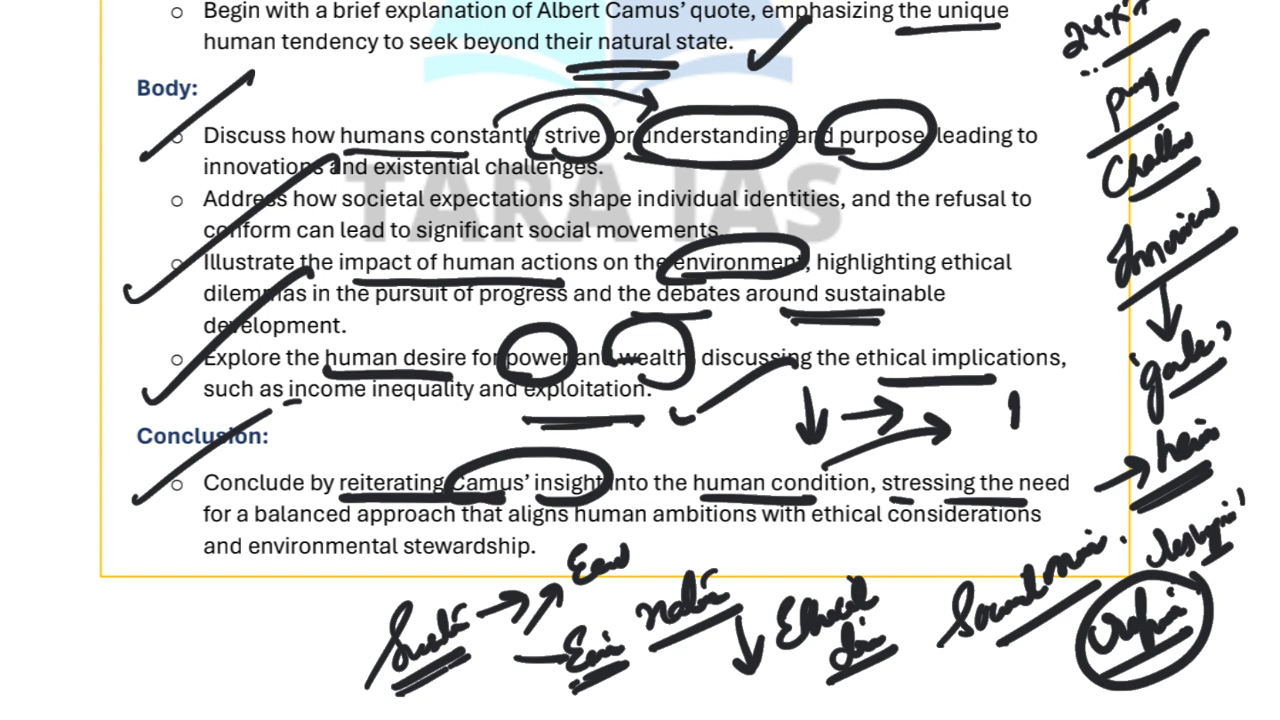 Begin with a brief explanation of Albert Camus' quote, emphasizing the unique
human tendency to seek beyond their natural state.
Body:
Discuss how humans constantly strive for understanding and purpose, leading to
innovations and existential challenges.
Address how societal expectations shape individual identities, and the refusal to
conform can lead to significant social movements.
Illustrate the impact of human actions on the environment, highlighting ethical
dilemmas in the pursuit of progress and the debates around sustainable
development.
Explore the human desire for power and wealth, discussing the ethical implications,
such as income inequality and exploitation.
Conclusion:
Conclude by reiterating Camus' insight into the human condition, stressing the need
for a balanced approach that aligns human ambitions with ethical considerations
and environmental stewardship.
TARA IAS
24x7